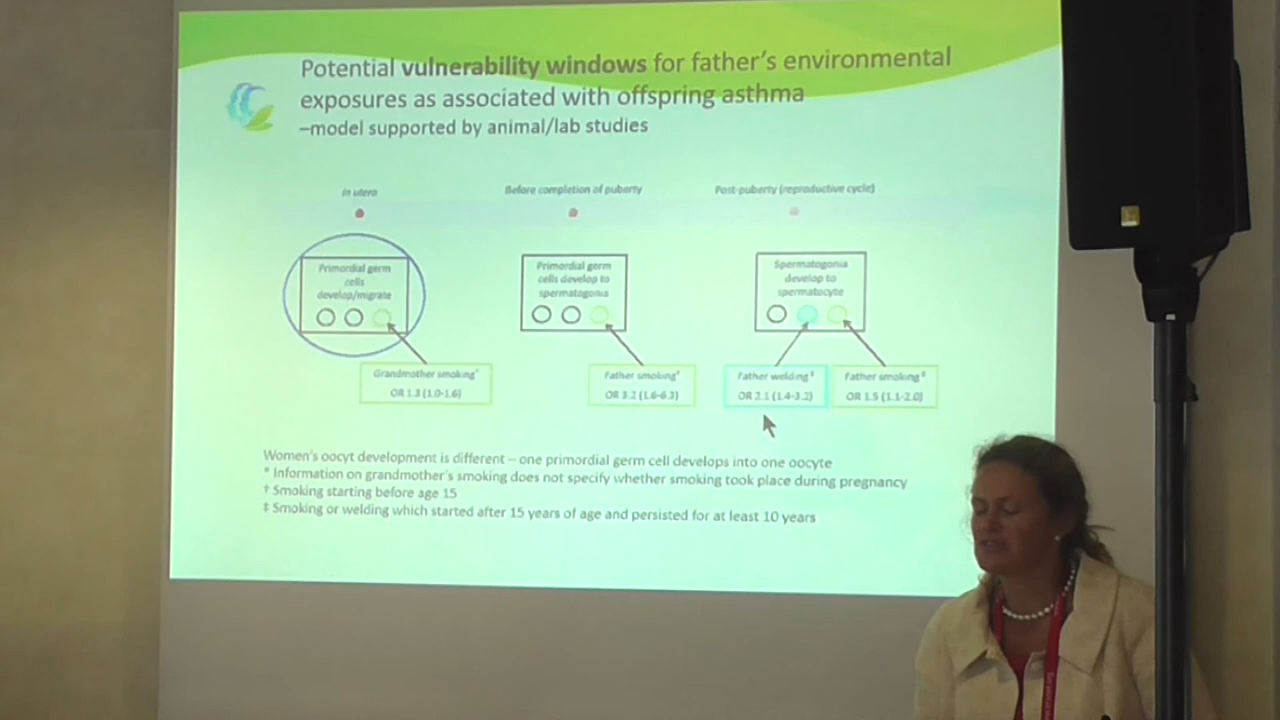 Potential vulnerability windows for father's environmental
exposures as associated with offspring asthma
–model supported by animal/lab studies
In utero
Before completion of puberty
Post-puberty (reproductive cycle)
Primordial germ
cells
develop/migrate
Primordial germ
cells develop to
spermatogonia
Spermatogonia
develop to
spermatocyte
Grandmother smoking*
OR 1.3 (1.0-1.6)
Father smoking†
OR 3.2 (1.6-6.3)
Father welding‡
OR 2.1 (1.4-3.2)
Father smoking‡
OR 1.5 (1.1-2.0)
Women's oocyt development is different – one primordial germ cell develops into one oocyte
* Information on grandmother's smoking does not specify whether smoking took place during pregnancy
† Smoking starting before age 15
‡ Smoking or welding which started after 15 years of age and persisted for at least 10 years